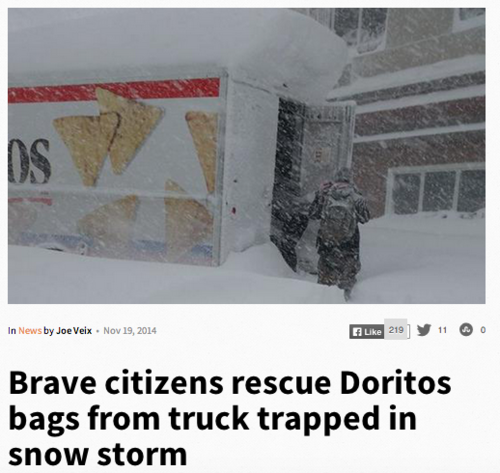 os
In News by Joe Veix • Nov 19, 2014
Like 219 11 0
Brave citizens rescue Doritos
bags from truck trapped in
snow storm